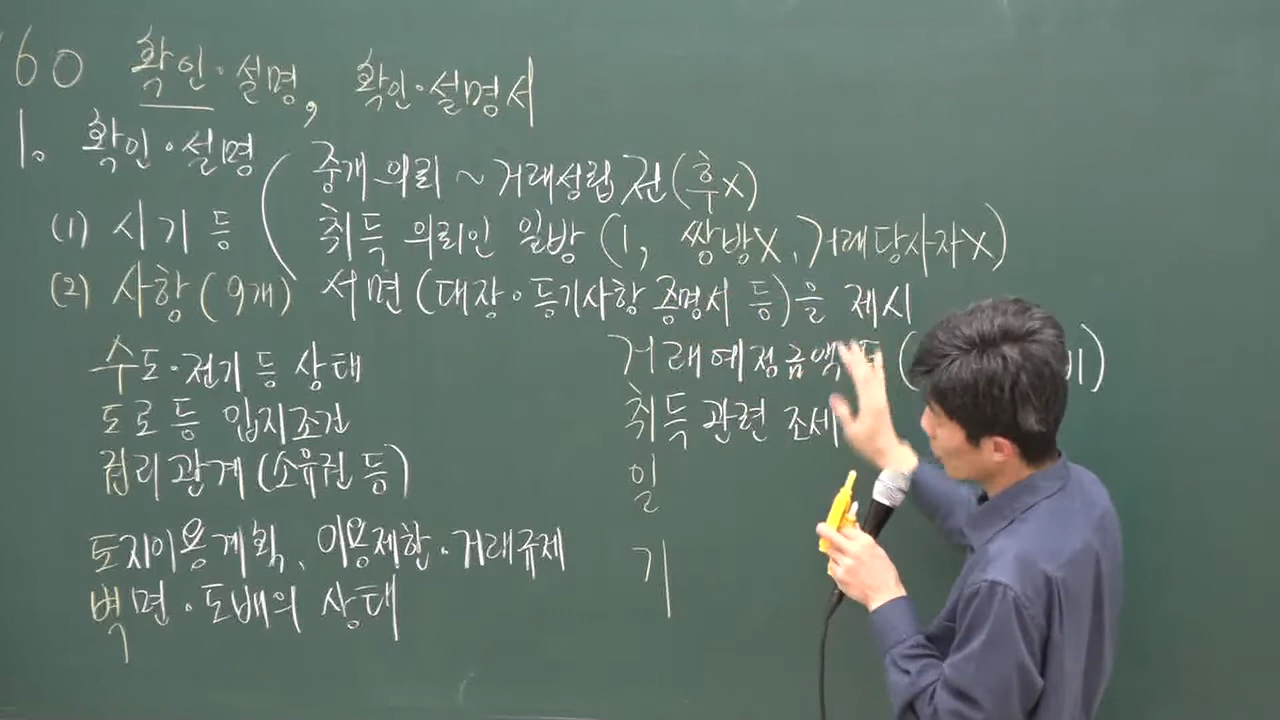 60 확인·설명, 확인·설명서
1. 확인·설명
중개의뢰 ~ 거래성립 전(후x)
(1) 시기 등
취득 의뢰인 일방 (1, 쌍방X, 거래당사자X)
(2) 사항(9개)
서면(대장·등기사항증명서 등)을 제시
수도·전기 등 상태
도로 등 입지조건
권리관계(소유권 등)
토지이용계획, 이용제한·거래규제
벽면·도배의 상태
거래예정금액
취득 관련 조세
일
기